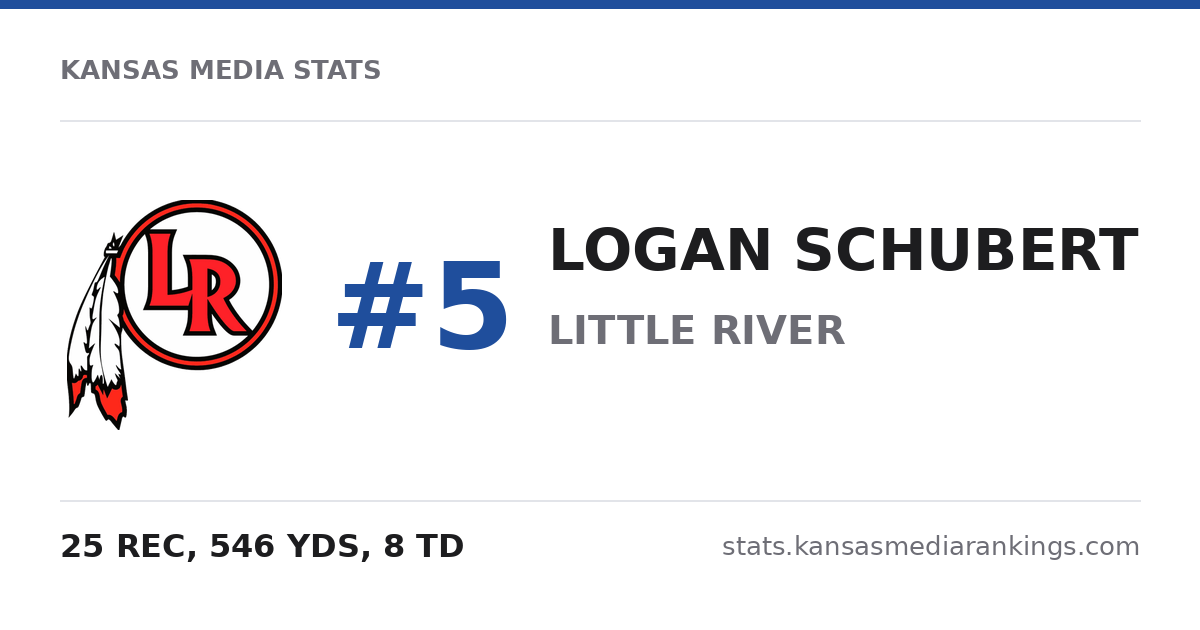 KANSAS MEDIA STATS
LR
#5
LOGAN SCHUBERT
LITTLE RIVER
25 REC, 546 YDS, 8 TD
stats.kansasmediarankings.com